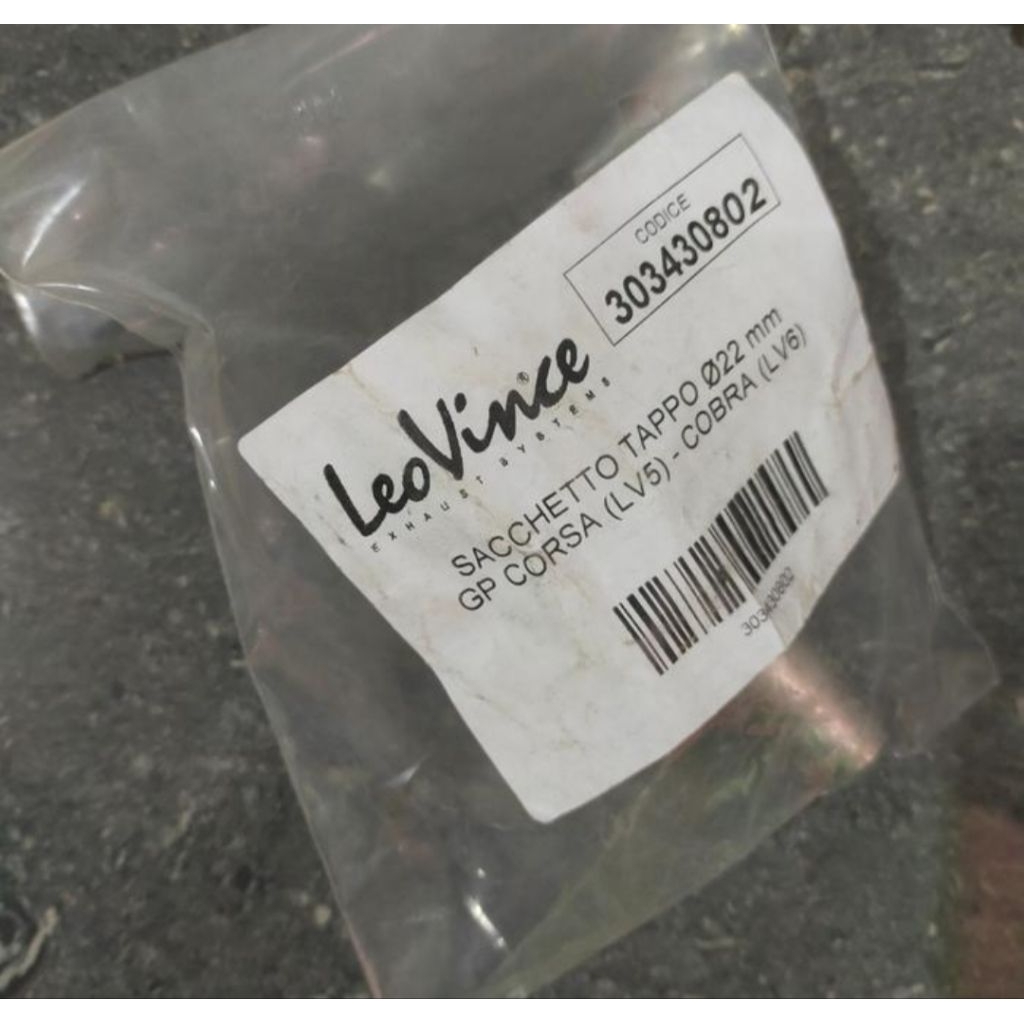 CODICE
303430802
LeoVince®
EXHAUST SYSTEMS
SACCHETTO TAPPO Ø22 mm
GP CORSA (LV5) - COBRA (LV6)
303430802